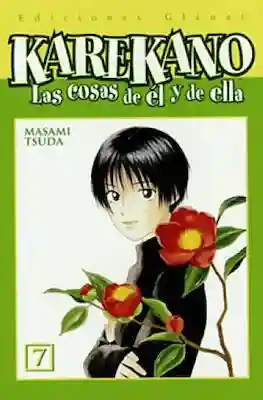 Ediciones Glénat
KAREKANO
Las cosas de él y de ella
MASAMI
TSUDA
7